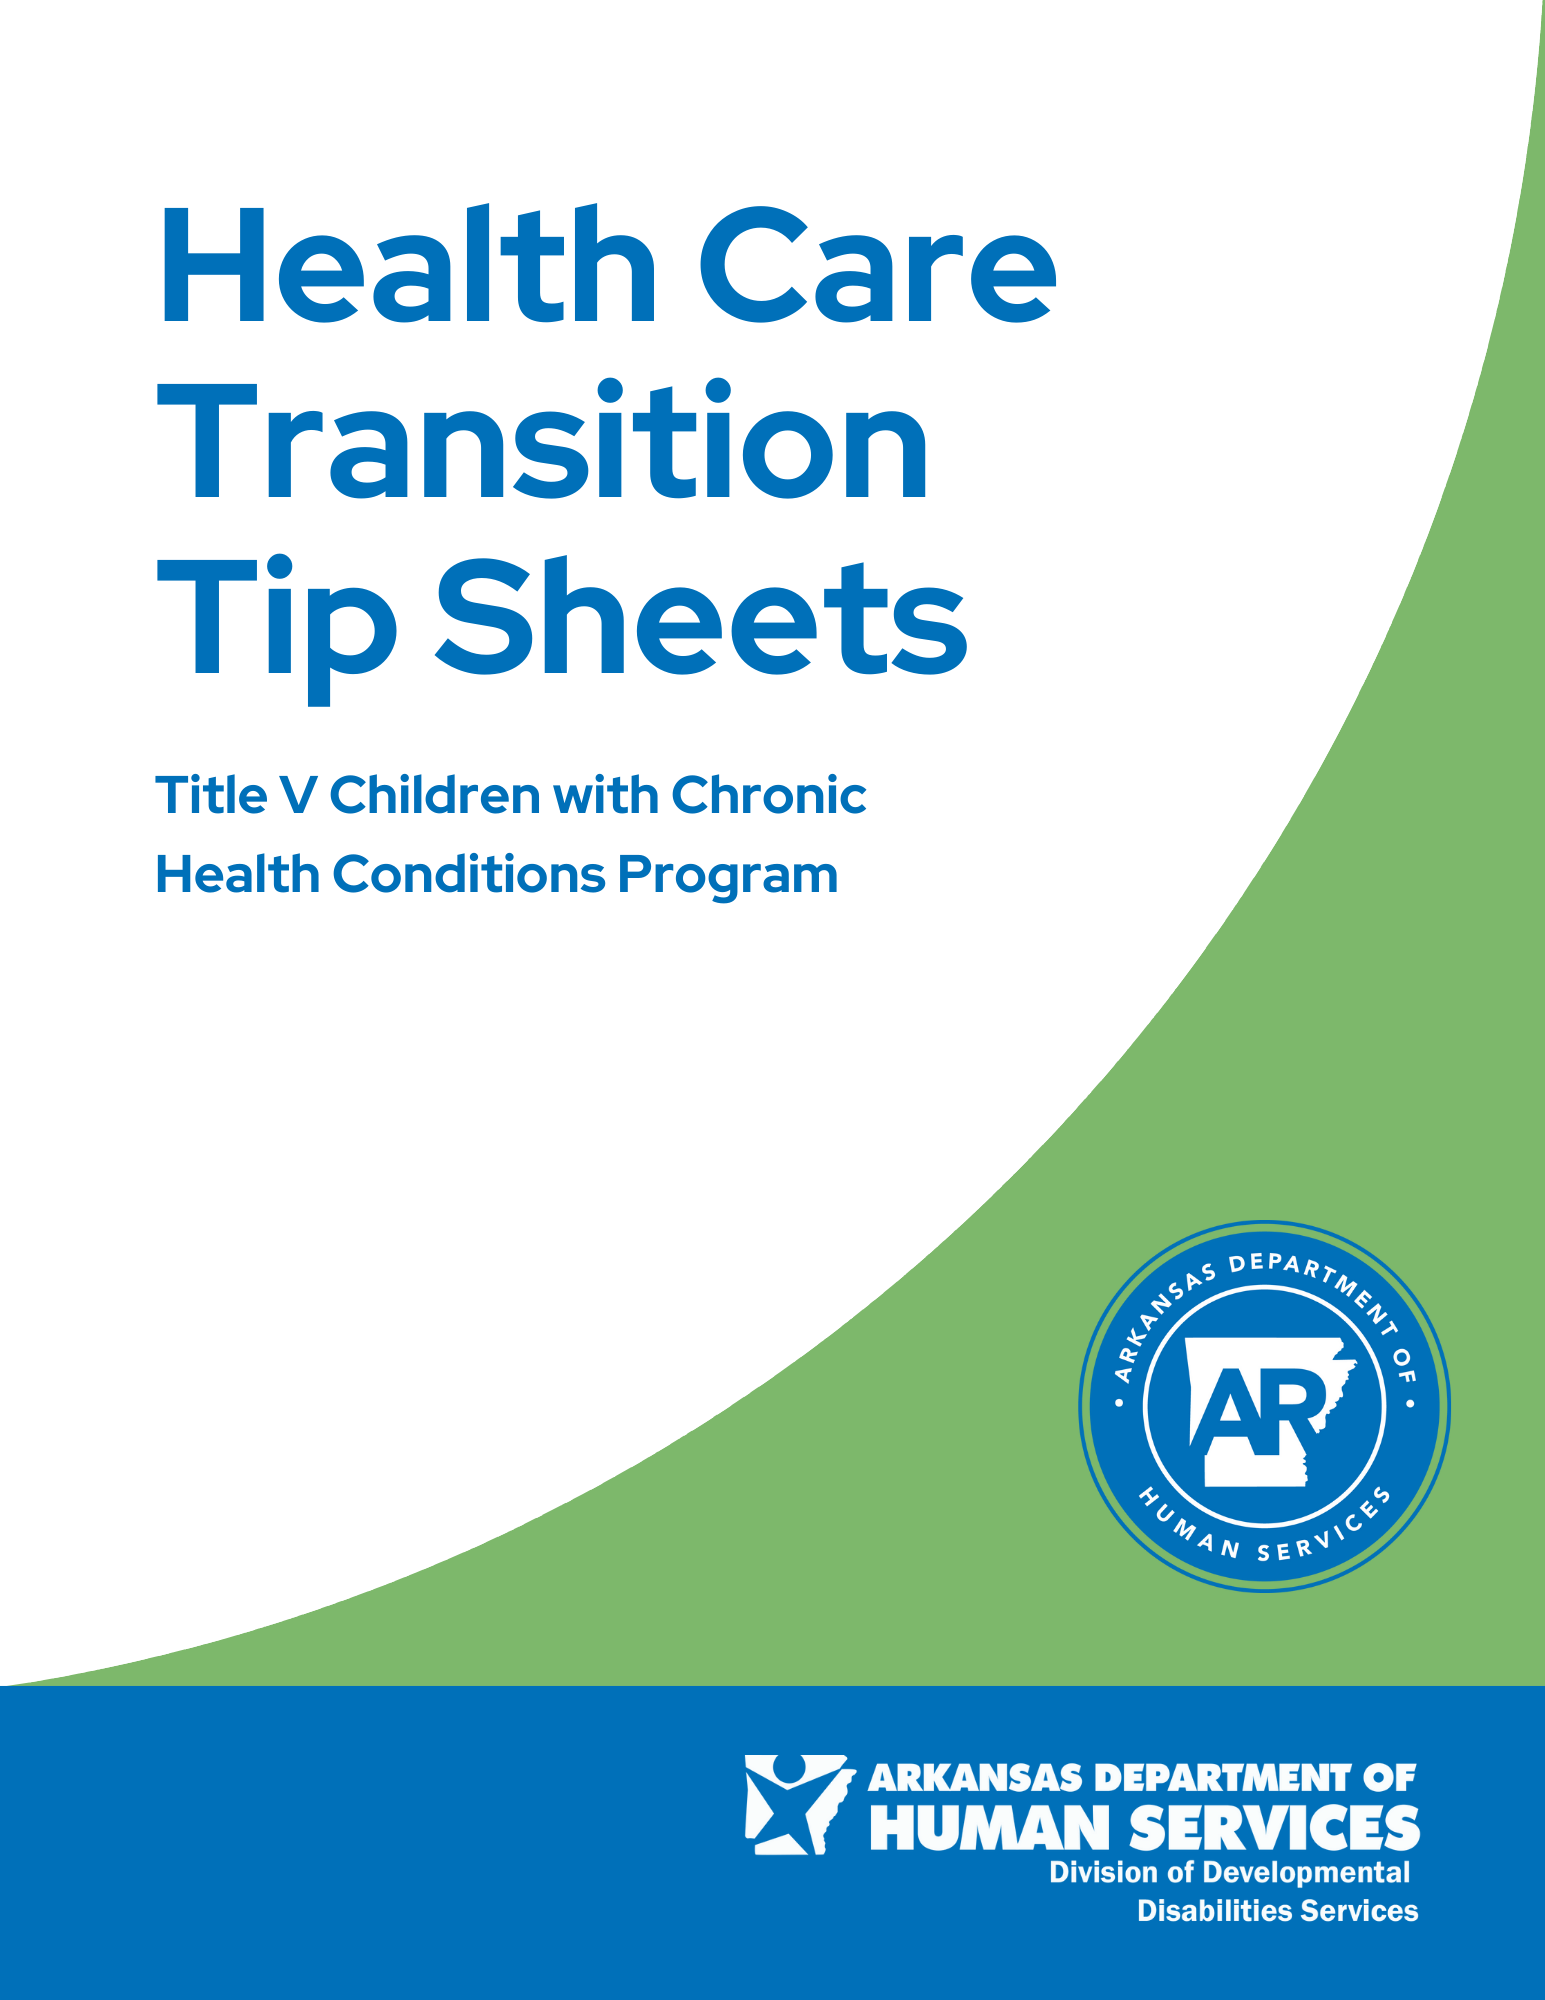 Health Care
Transition
Tip Sheets
Title V Children with Chronic
Health Conditions Program
ARKANSAS DEPARTMENT OF
AR
HUMAN SERVICES
ARKANSAS DEPARTMENT OF
HUMAN SERVICES
Division of Developmental
Disabilities Services